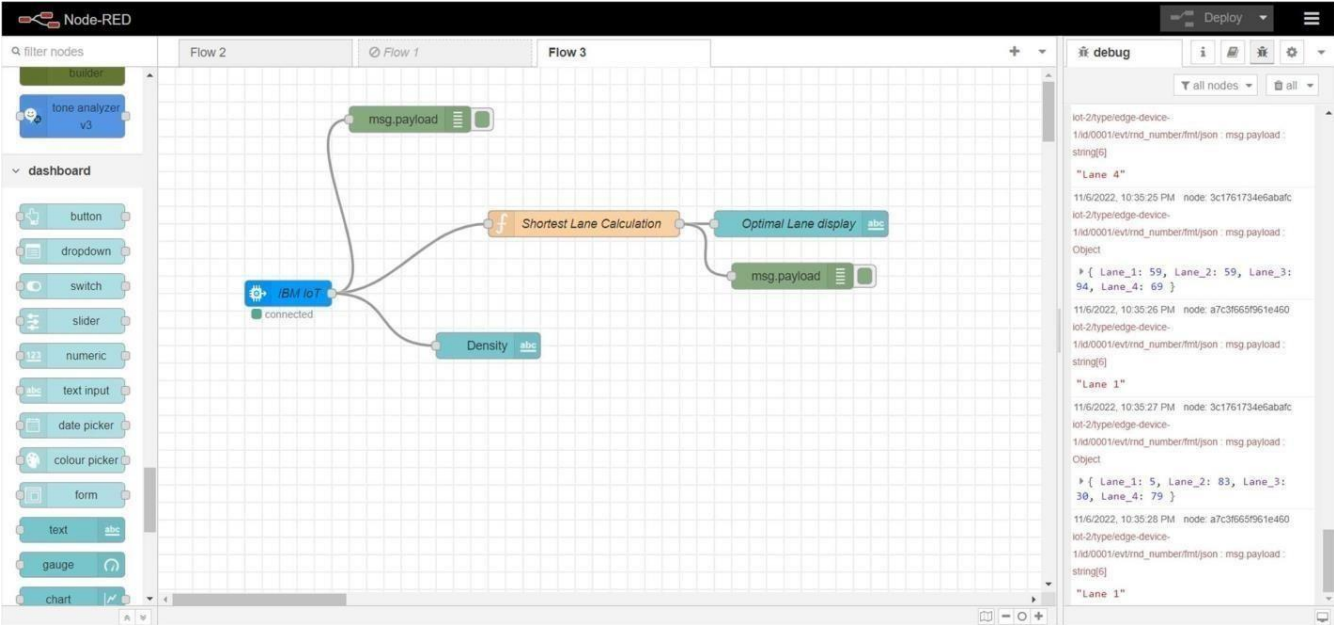 Node-RED
Deploy
filter nodes
Flow 2
Flow 1
Flow 3
debug
i
all nodes
all
builder
tone analyzer
v3
dashboard
button
dropdown
switch
slider
123
numeric
abc
text input
date picker
colour picker
form
text
abc
gauge
chart
msg.payload
f
Shortest Lane Calculation
Optimal Lane display
abc
msg.payload
IBM IoT
connected
Density
abc
iot-2/type/edge-device-
1/id/0001/evt/rnd_number/fmt/json : msg.payload :
string[6]
"Lane 4"
11/6/2022, 10:35:25 PM node: 3c1761734e6abafc
iot-2/type/edge-device-
1/id/0001/evt/rnd_number/fmt/json : msg.payload :
Object
{ Lane_1: 59, Lane_2: 59, Lane_3:
94, Lane_4: 69 }
11/6/2022, 10:35:26 PM node: a7c3f665f961e460
iot-2/type/edge-device-
1/id/0001/evt/rnd_number/fmt/json : msg.payload :
string[6]
"Lane 1"
11/6/2022, 10:35:27 PM node: 3c1761734e6abafc
iot-2/type/edge-device-
1/id/0001/evt/rnd_number/fmt/json : msg.payload :
Object
{ Lane_1: 5, Lane_2: 83, Lane_3:
30, Lane_4: 79 }
11/6/2022, 10:35:28 PM node: a7c3f665f961e460
iot-2/type/edge-device-
1/id/0001/evt/rnd_number/fmt/json : msg.payload :
string[6]
"Lane 1"